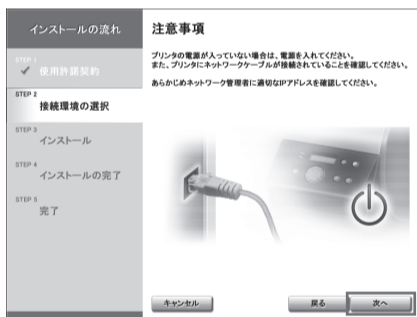 インストールの流れ
STEP 1
使用許諾契約
STEP 2
接続環境の選択
STEP 3
インストール
STEP 4
インストールの完了
STEP 5
完了
注意事項
プリンタの電源が入っていない場合は、電源を入れてください。
また、プリンタにネットワークケーブルが接続されていることを確認してください。
あらかじめネットワーク管理者に適切なIPアドレスを確認してください。
キャンセル
戻る
次へ